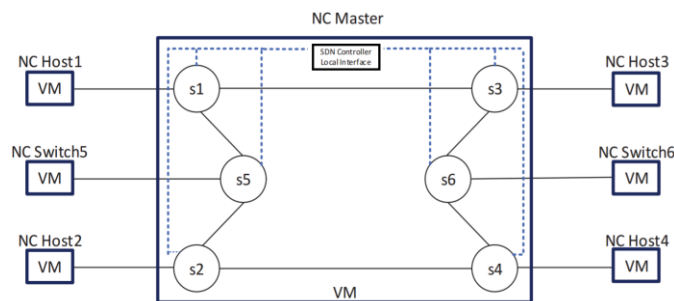 NC Master
SDN Controller
Local Interface
NC Host1
VM
s1
s3
NC Host3
VM
NC Switch5
VM
s5
s6
NC Switch6
VM
NC Host2
VM
s2
s4
NC Host4
VM
VM